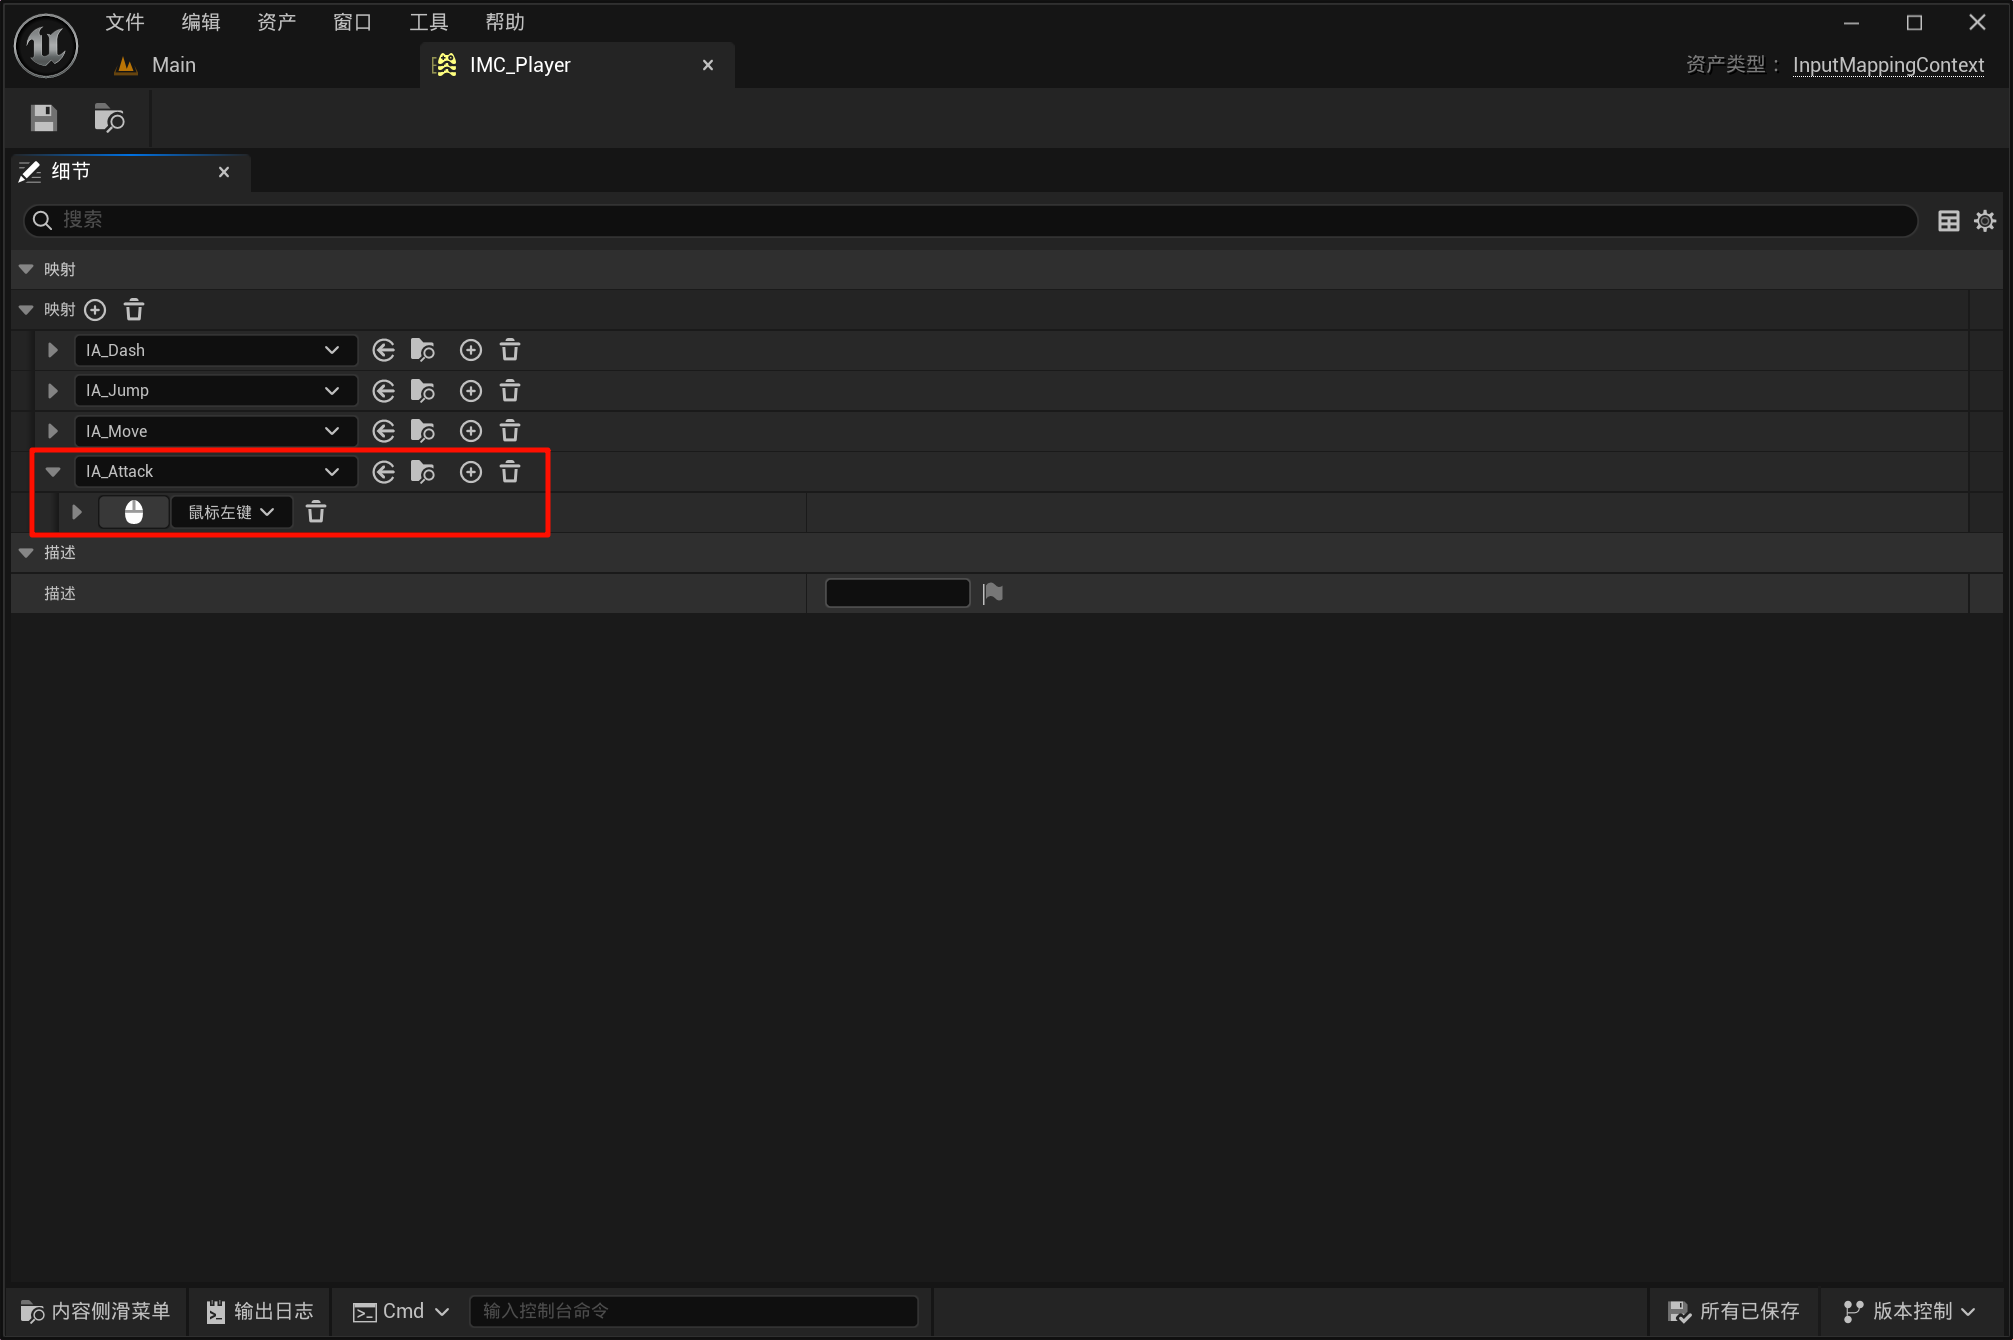 文件 编辑 资产 窗口 工具 帮助
Main
IMC_Player
资产类型： InputMappingContext
细节
搜索
映射
映射
IA_Dash
IA_Jump
IA_Move
IA_Attack
鼠标左键
描述
描述
内容侧滑菜单 输出日志 Cmd 输入控制台命令 所有已保存 版本控制